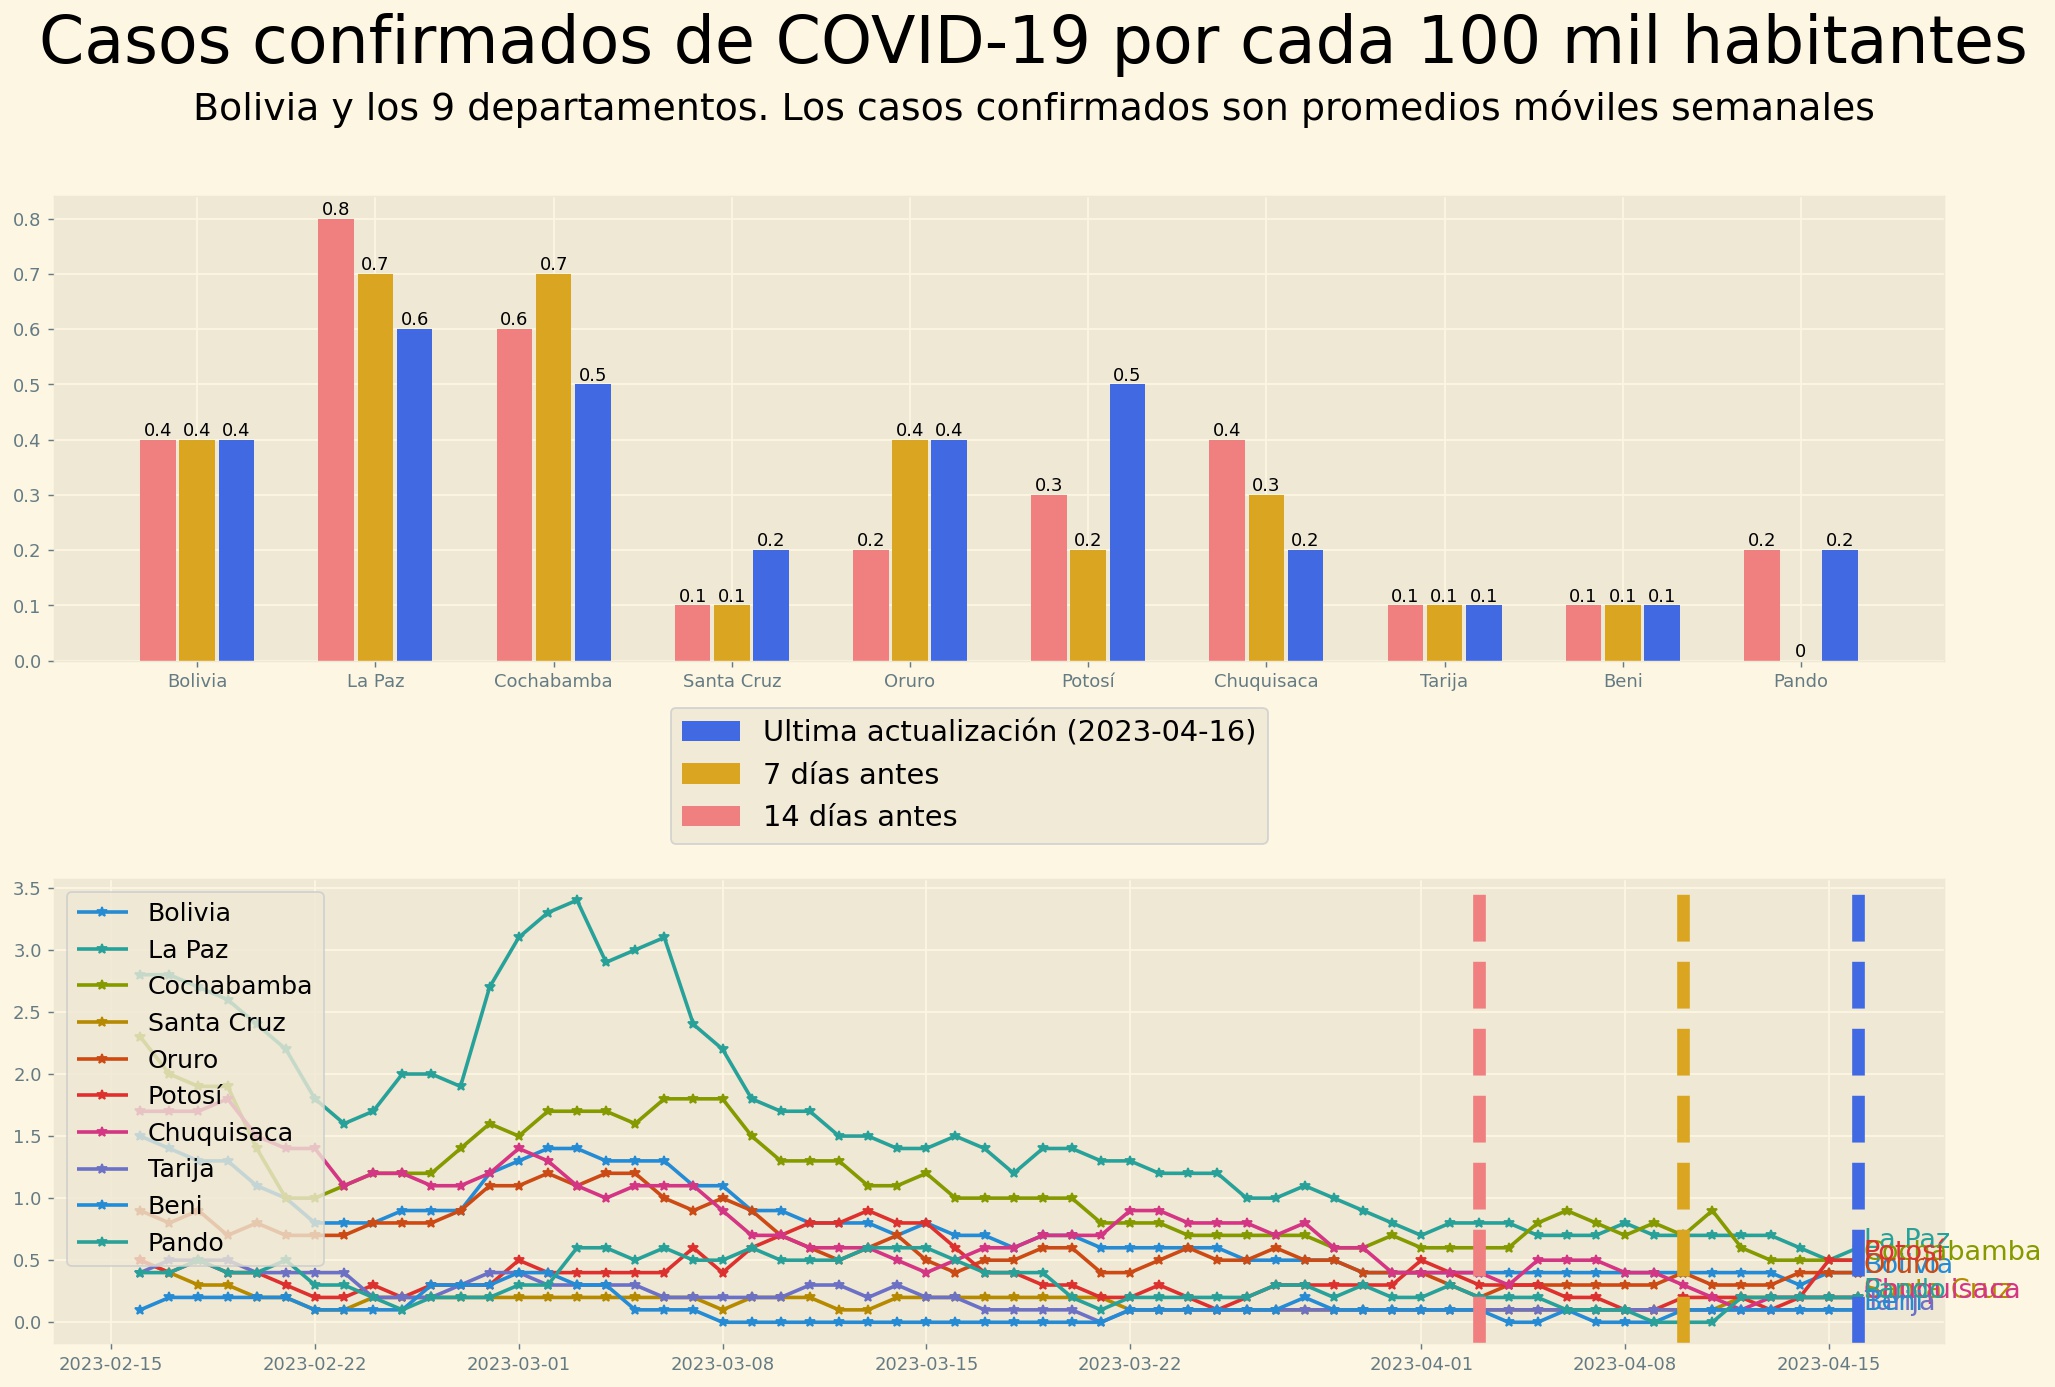 Casos confirmados de COVID-19 por cada 100 mil habitantes
Bolivia y los 9 departamentos. Los casos confirmados son promedios móviles semanales
0.8
0.7
0.6
0.5
0.4
0.3
0.2
0.1
0.0
0.4 0.4 0.4
0.8 0.7 0.6
0.6 0.7 0.5
0.1 0.1 0.2
0.2 0.4 0.4
0.3 0.2 0.5
0.4 0.3 0.2
0.1 0.1 0.1
0.1 0.1 0.1
0.2 0 0.2
Bolivia La Paz Cochabamba Santa Cruz Oruro Potosí Chuquisaca Tarija Beni Pando
Ultima actualización (2023-04-16)
7 días antes
14 días antes
3.5
3.0
2.5
2.0
1.5
1.0
0.5
0.0
Bolivia
La Paz
Cochabamba
Santa Cruz
Oruro
Potosí
Chuquisaca
Tarija
Beni
Pando
La Paz
2023-02-15 2023-02-22 2023-03-01 2023-03-08 2023-03-15 2023-03-22 2023-04-01 2023-04-08 2023-04-15